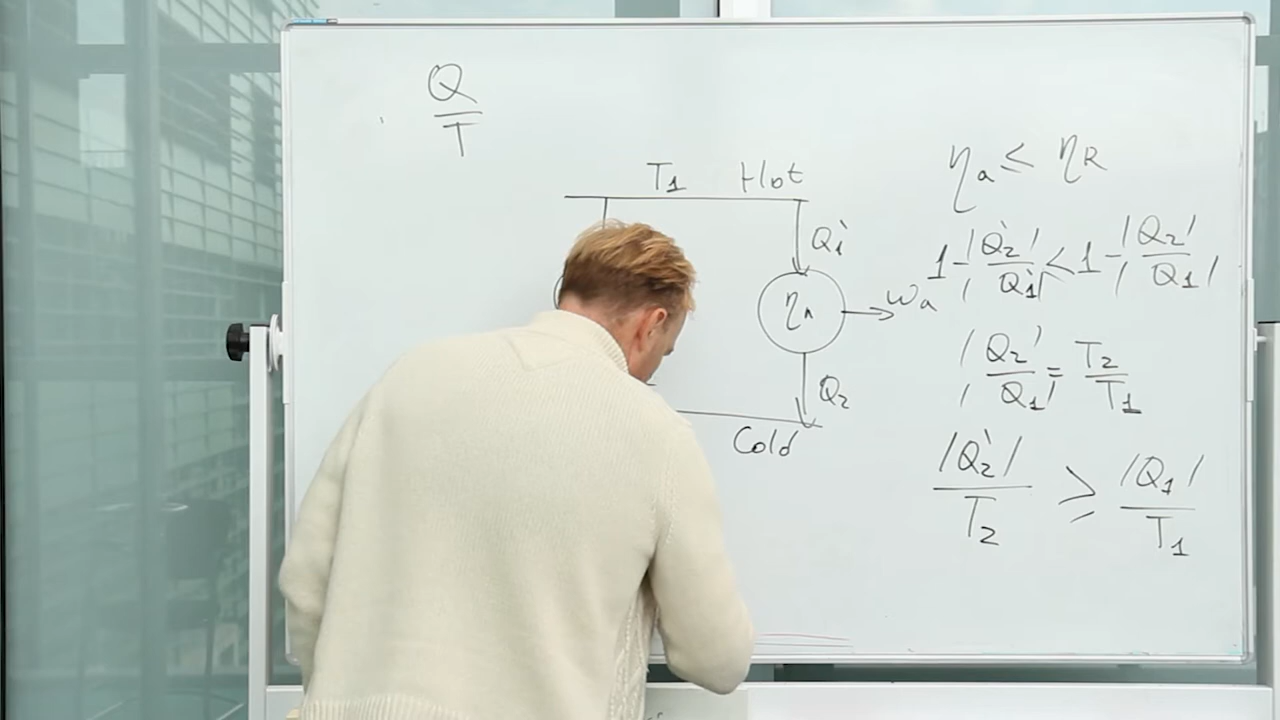 Q
—
T
T1 Hot
Q1`
ηa
→ Wa
Q2
Cold
ηa ≤ ηR
1-|Q2`/Q1`| < 1-|Q2/Q1|
|Q2/Q1| = T2/T1
|Q2`|/T2 ≥ |Q1|/T1